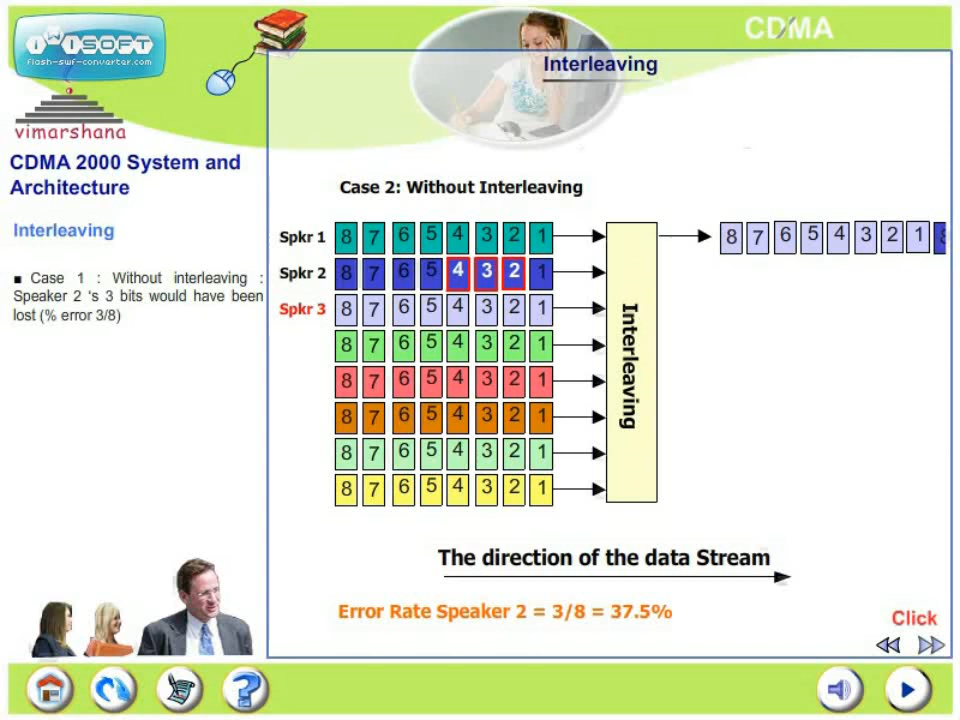 iWiSOFT
flash-swf-converter.com
CDMA
Interleaving
vimarshana
CDMA 2000 System and
Architecture
Interleaving
■ Case 1 : Without interleaving :
Speaker 2 ‘s 3 bits would have been
lost (% error 3/8)
Case 2: Without Interleaving
Spkr 1 8 7 6 5 4 3 2 1
8 7 6 5 4 3 2 1 8
Spkr 2 8 7 6 5 4 3 2 1
Spkr 3 8 7 6 5 4 3 2 1
8 7 6 5 4 3 2 1
8 7 6 5 4 3 2 1
8 7 6 5 4 3 2 1
8 7 6 5 4 3 2 1
8 7 6 5 4 3 2 1
Interleaving
The direction of the data Stream
Error Rate Speaker 2 = 3/8 = 37.5%
Click
?